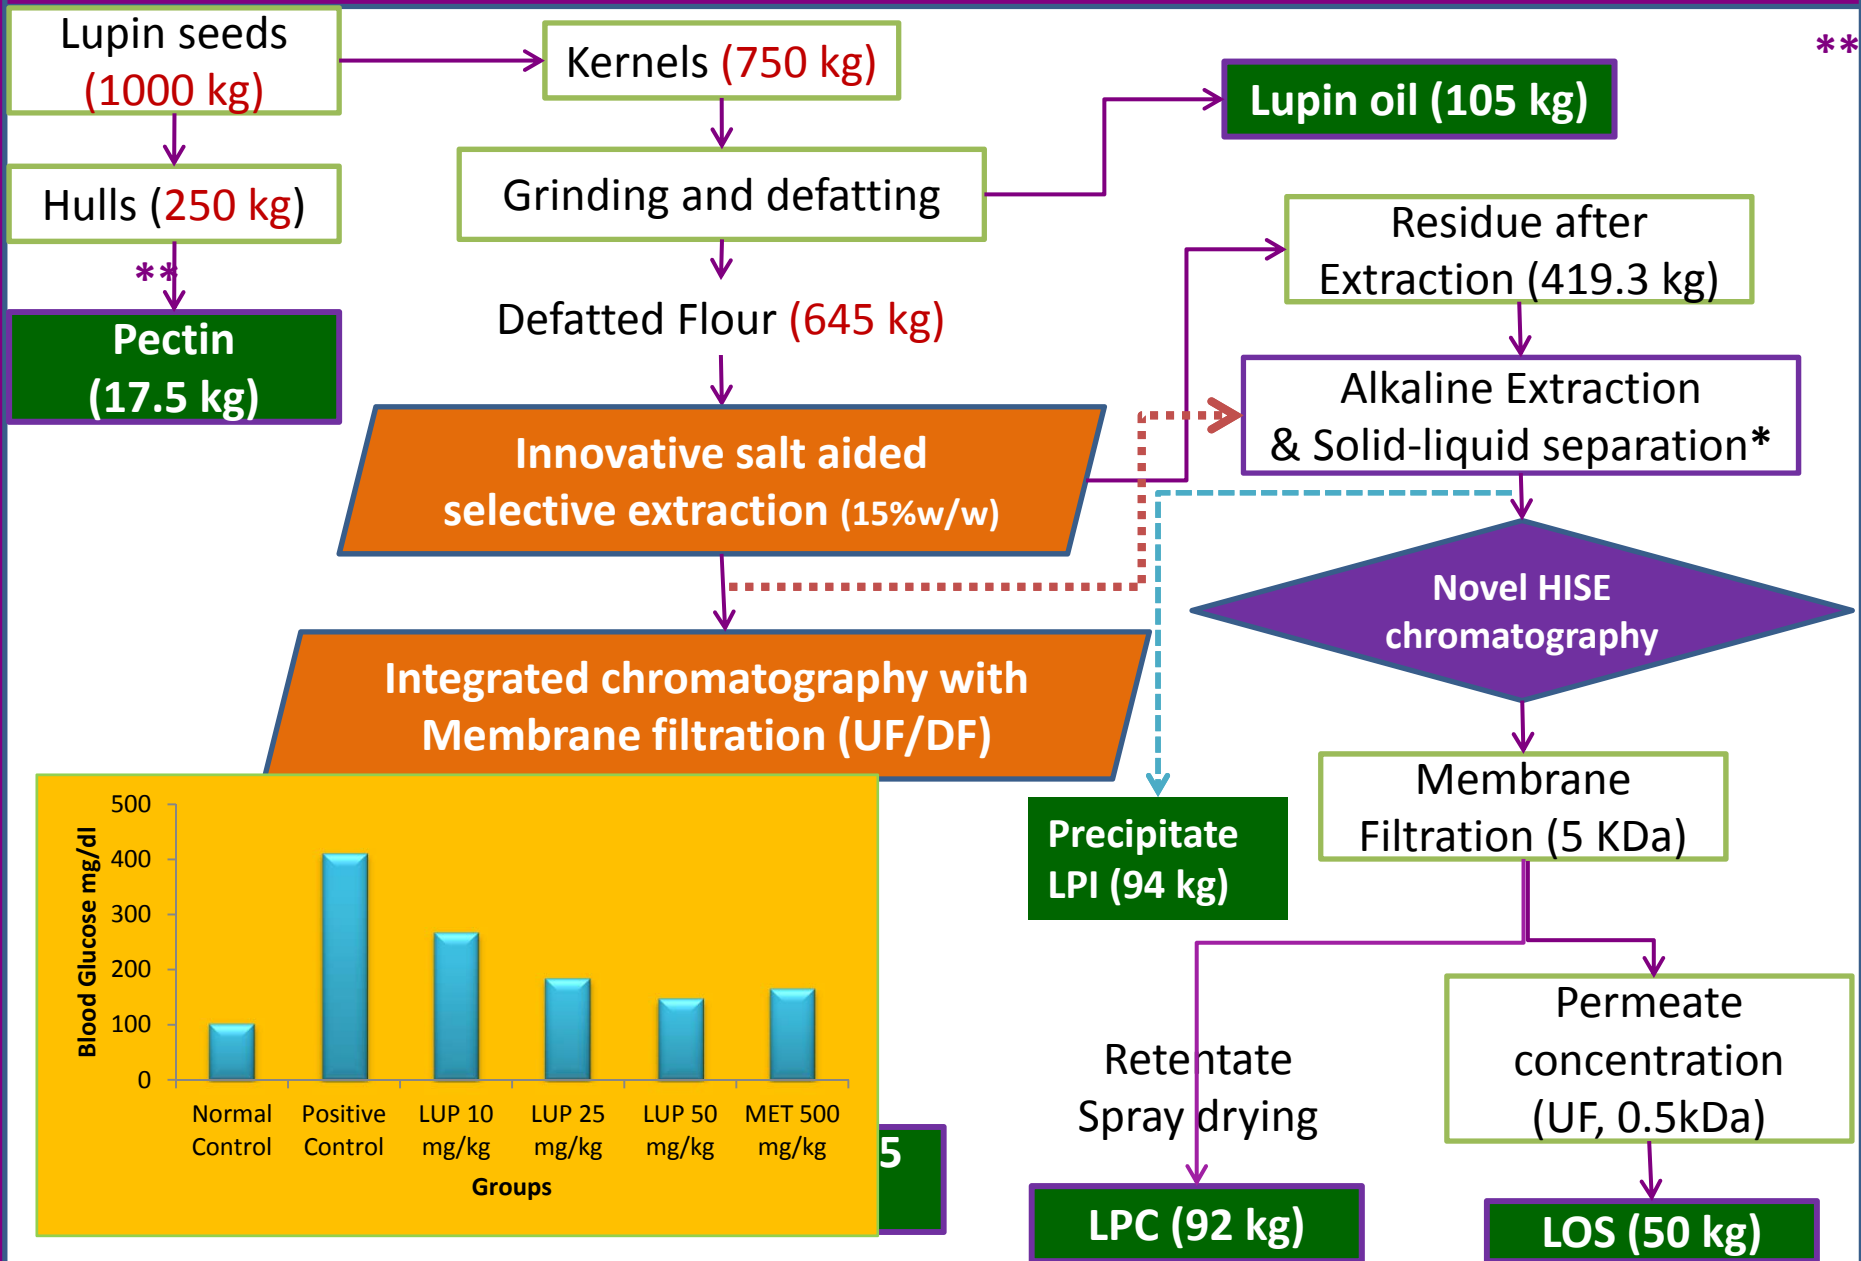 Lupin seeds
(1000 kg)
Kernels (750 kg)
**
Lupin oil (105 kg)
Hulls (250 kg)
Grinding and defatting
**
Pectin
(17.5 kg)
Defatted Flour (645 kg)
Residue after
Extraction (419.3 kg)
Alkaline Extraction
& Solid-liquid separation*
Innovative salt aided
selective extraction (15%w/w)
Novel HISE
chromatography
Integrated chromatography with
Membrane filtration (UF/DF)
Membrane
Filtration (5 KDa)
Precipitate
LPI (94 kg)
Blood Glucose mg/dl
500
400
300
200
100
0
Normal
Control
Positive
Control
LUP 10
mg/kg
LUP 25
mg/kg
LUP 50
mg/kg
MET 500
mg/kg
Groups
5
Retentate
Spray drying
Permeate
concentration
(UF, 0.5kDa)
LPC (92 kg)
LOS (50 kg)